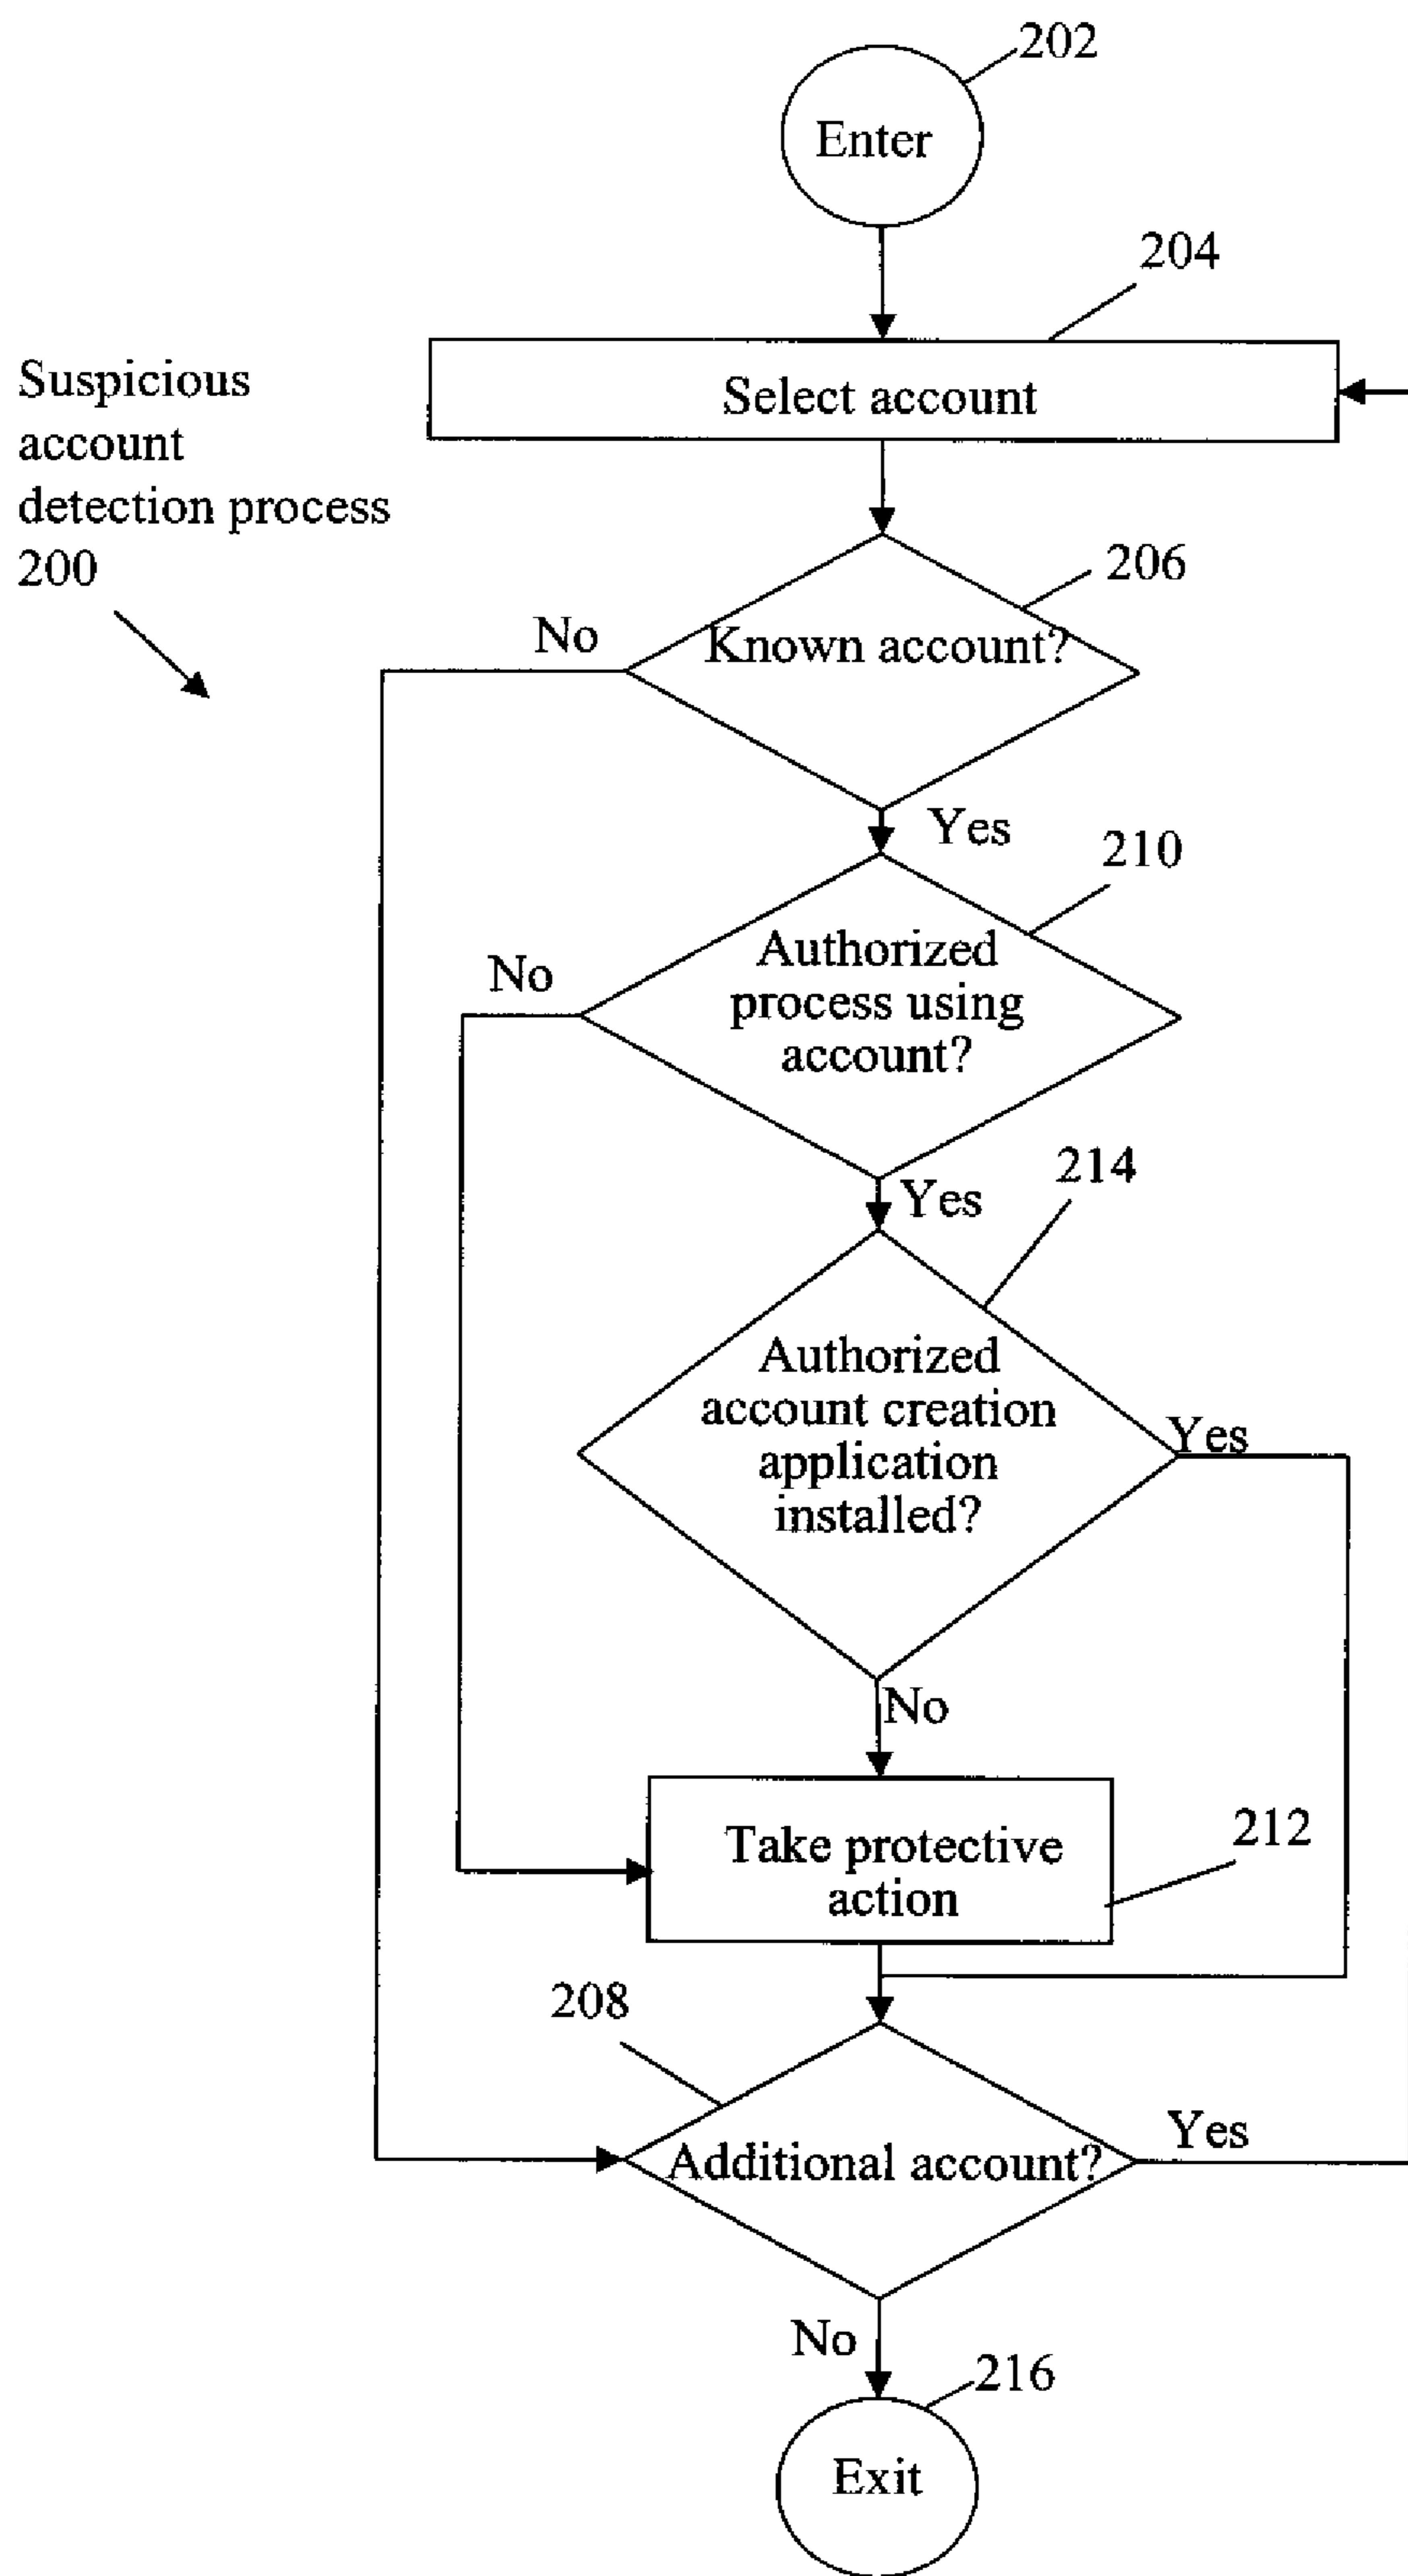 202
Enter
204
Select account
Suspicious
account
detection process
200
206
No
Known account?
Yes
210
No
Authorized
process using
account?
Yes
214
Authorized
account creation
application
installed?
Yes
No
Take protective
action
212
208
Additional account?
Yes
No
216
Exit